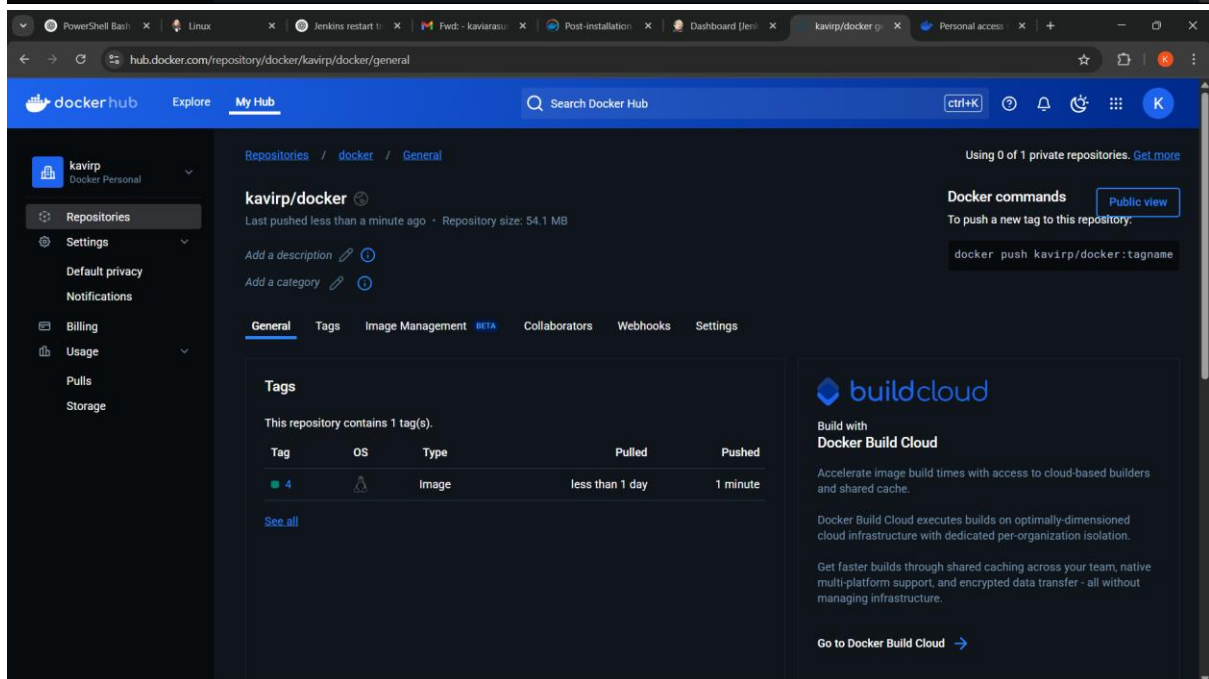 PowerShell Bash
Linux
Jenkins restart t
Fwd: - kaviarasu
Post-installation
Dashboard [Jen
kavirp/docker g
Personal access
hub.docker.com/repository/docker/kavirp/docker/general
K
dockerhub
Explore
My Hub
Search Docker Hub
ctrl+K
K
kavirp
Docker Personal
Repositories
Settings
Default privacy
Notifications
Billing
Usage
Pulls
Storage
Repositories / docker / General
Using 0 of 1 private repositories. Get more
kavirp/docker
Last pushed less than a minute ago · Repository size: 54.1 MB
Add a description
Add a category
Docker commands
Public view
To push a new tag to this repository:
docker push kavirp/docker:tagname
General Tags Image Management BETA Collaborators Webhooks Settings
Tags
This repository contains 1 tag(s).
Tag OS Type Pulled Pushed
4 Image less than 1 day 1 minute
See all
buildcloud
Build with
Docker Build Cloud
Accelerate image build times with access to cloud-based builders
and shared cache.
Docker Build Cloud executes builds on optimally-dimensioned
cloud infrastructure with dedicated per-organization isolation.
Get faster builds through shared caching across your team, native
multi-platform support, and encrypted data transfer - all without
managing infrastructure.
Go to Docker Build Cloud